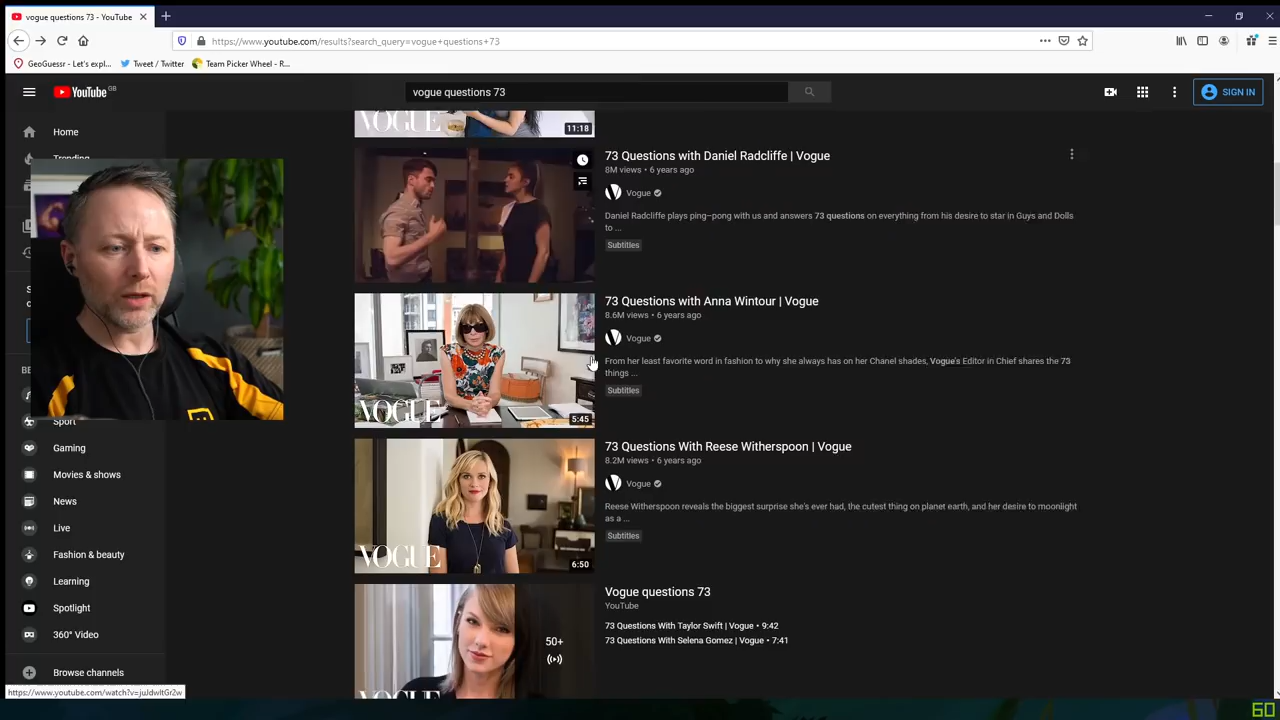 vogue questions 73 - YouTube
https://www.youtube.com/results?search_query=vogue+questions+73
GeoGuessr - Let's expl...
Tweet / Twitter
Team Picker Wheel - R...
YouTube GB
vogue questions 73
SIGN IN
Home
Trending
Sport
Gaming
Movies & shows
News
Live
Fashion & beauty
Learning
Spotlight
360° Video
Browse channels
VOGUE
11:18
73 Questions with Daniel Radcliffe | Vogue
8M views • 6 years ago
Vogue
Daniel Radcliffe plays ping–pong with us and answers 73 questions on everything from his desire to star in Guys and Dolls
to ...
Subtitles
VOGUE
5:45
73 Questions with Anna Wintour | Vogue
8.6M views • 6 years ago
Vogue
From her least favorite word in fashion to why she always has on her Chanel shades, Vogue's Editor in Chief shares the 73
things ...
Subtitles
VOGUE
6:50
73 Questions With Reese Witherspoon | Vogue
8.2M views • 6 years ago
Vogue
Reese Witherspoon reveals the biggest surprise she's ever had, the cutest thing on planet earth, and her desire to moonlight
as a ...
Subtitles
50+
VOGUE
Vogue questions 73
YouTube
73 Questions With Taylor Swift | Vogue • 9:42
73 Questions With Selena Gomez | Vogue • 7:41
60